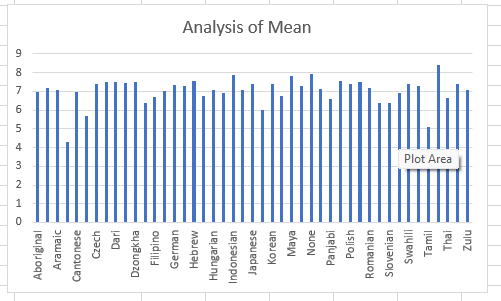 Analysis of Mean
9
8
7
6
5
4
3
2
1
0
Plot Area
Aboriginal
Aramaic
Cantonese
Czech
Dari
Dzongkha
Filipino
German
Hebrew
Hungarian
Indonesian
Japanese
Korean
Maya
None
Panjabi
Polish
Romanian
Slovenian
Swahili
Tamil
Thai
Zulu